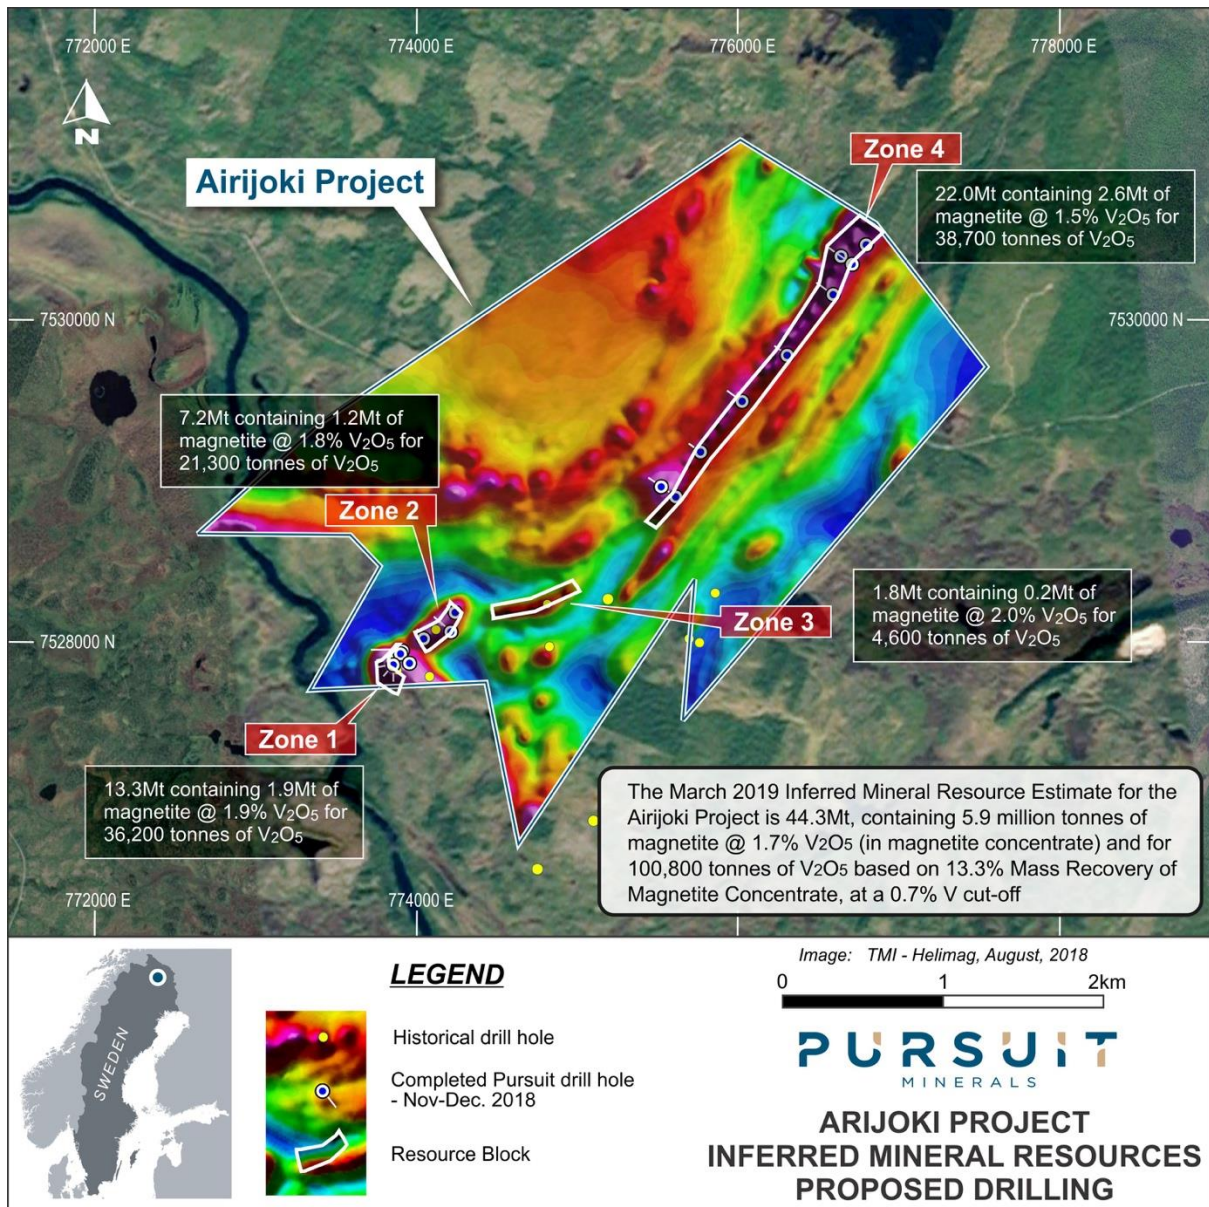 772000 E
774000 E
776000 E
778000 E
N
Airijoki Project
Zone 4
22.0Mt containing 2.6Mt of
magnetite @ 1.5% V₂O₅ for
38,700 tonnes of V₂O₅
7530000 N
7530000 N
7.2Mt containing 1.2Mt of
magnetite @ 1.8% V₂O₅ for
21,300 tonnes of V₂O₅
Zone 2
1.8Mt containing 0.2Mt of
magnetite @ 2.0% V₂O₅ for
4,600 tonnes of V₂O₅
Zone 3
7528000 N
Zone 1
13.3Mt containing 1.9Mt of
magnetite @ 1.9% V₂O₅ for
36,200 tonnes of V₂O₅
The March 2019 Inferred Mineral Resource Estimate for the
Airijoki Project is 44.3Mt, containing 5.9 million tonnes of
magnetite @ 1.7% V₂O₅ (in magnetite concentrate) and for
100,800 tonnes of V₂O₅ based on 13.3% Mass Recovery of
Magnetite Concentrate, at a 0.7% V cut-off
772000 E
774000 E
SWEDEN
LEGEND
Historical drill hole
Completed Pursuit drill hole
- Nov-Dec. 2018
Resource Block
Image: TMI - Helimag, August, 2018
0 1 2km
PURSUIT
MINERALS
ARIJOKI PROJECT
INFERRED MINERAL RESOURCES
PROPOSED DRILLING